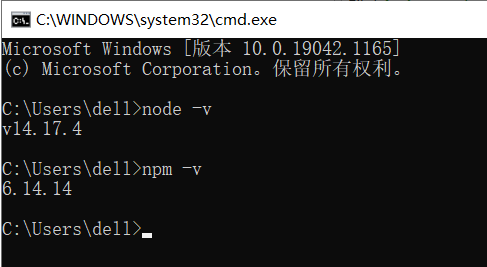 C:\WINDOWS\system32\cmd.exe
Microsoft Windows [版本 10.0.19042.1165]
(c) Microsoft Corporation。保留所有权利。
C:\Users\dell>node -v
v14.17.4
C:\Users\dell>npm -v
6.14.14
C:\Users\dell>